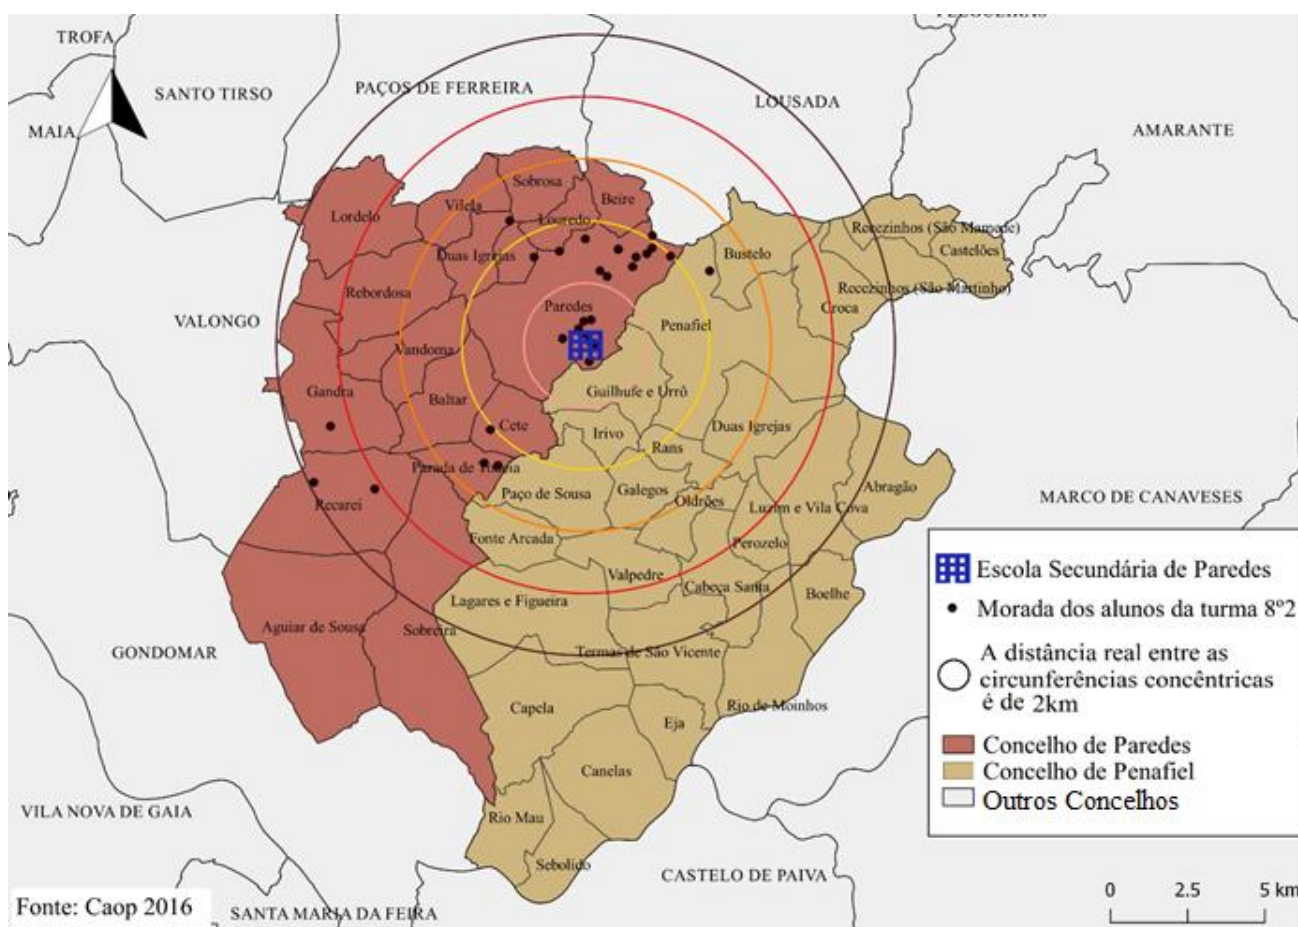 FELGUEIRAS
TROFA
PAÇOS DE FERREIRA
SANTO TIRSO
LOUSADA
MAIA
AMARANTE
Sobrosa
Beire
Lordelo
Vilela
Louredo
Recezinhos (São Mamede)
Bustelo
Castelões
Duas Igrejas
Rebordosa
Recezinhos (São Martinho)
Paredes
Croca
VALONGO
Penafiel
Vandoma
Gandra
Guilhufe e Urrô
Baltar
Cete
Duas Igrejas
Irivo
Rans
Parada de Todeia
Abragão
Paço de Sousa
Galegos
Oldrões
MARCO DE CANAVESES
Recarei
Luzim e Vila Cova
Fonte Arcada
Perozelo
Valpedre
Cabeça Santa
Boelhe
Lagares e Figueira
Aguiar de Sousa
Sobreira
GONDOMAR
Termas de São Vicente
Capela
Rio de Moinhos
Eja
Canelas
VILA NOVA DE GAIA
Rio Mau
Sebolido
CASTELO DE PAIVA
SANTA MARIA DA FEIRA
Escola Secundária de Paredes
Morada dos alunos da turma 8º2
A distância real entre as
circunferências concêntricas
é de 2km
Concelho de Paredes
Concelho de Penafiel
Outros Concelhos
Fonte: Caop 2016
0 2.5 5 km